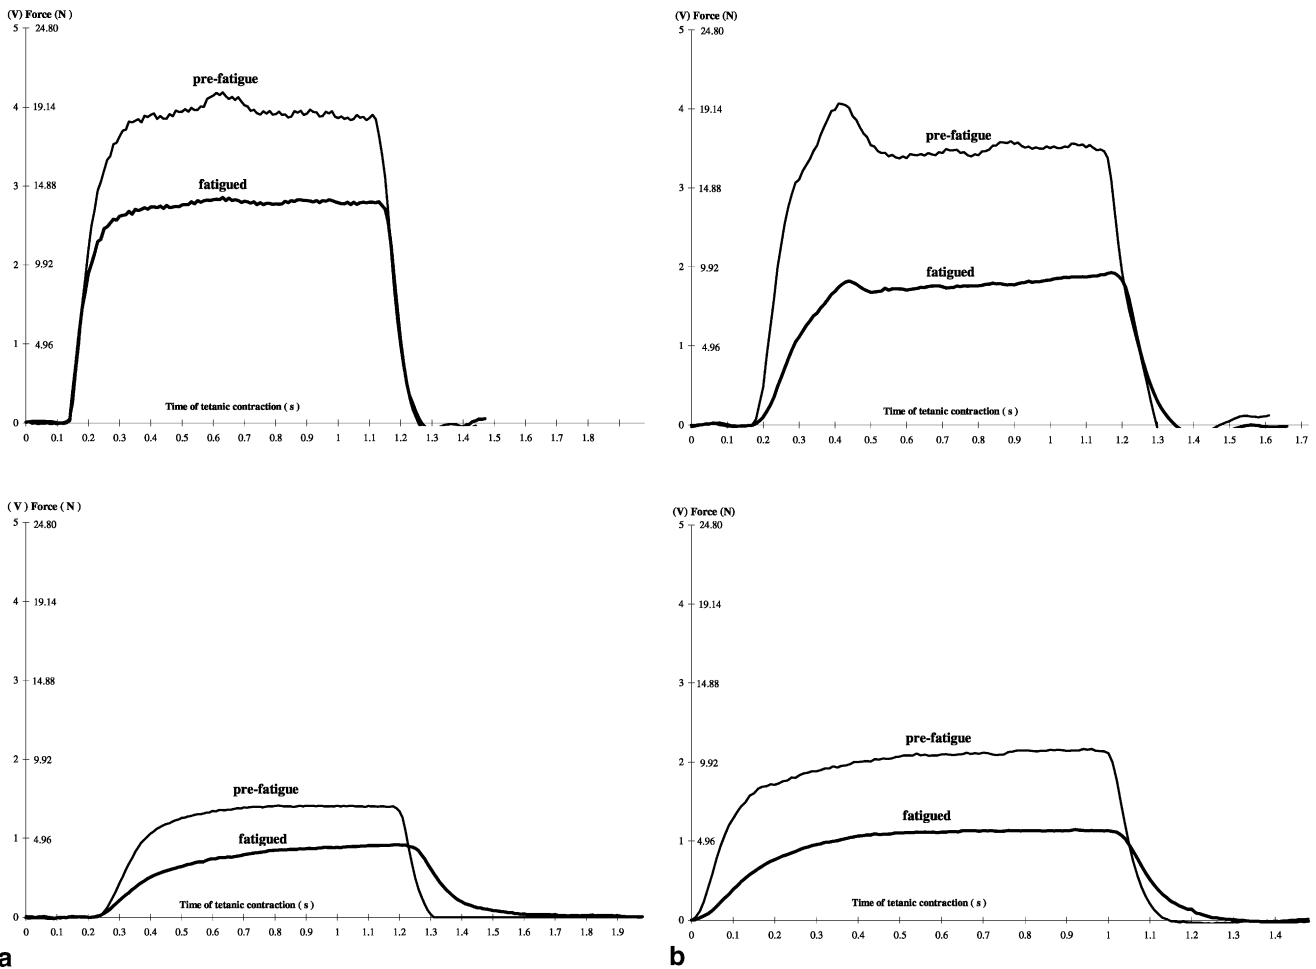 (V) Force (N )
5 24.80
pre-fatigue
4 19.14
fatigued
3 14.88
2 9.92
1 4.96
Time of tetanic contraction ( s )
0
0 0.1 0.2 0.3 0.4 0.5 0.6 0.7 0.8 0.9 1 1.1 1.2 1.3 1.4 1.5 1.6 1.7 1.8
(V) Force (N)
5 24.80
4 19.14
pre-fatigue
3 14.88
2 9.92
fatigued
1 4.96
Time of tetanic contraction ( s )
0
0 0.1 0.2 0.3 0.4 0.5 0.6 0.7 0.8 0.9 1 1.1 1.2 1.3 1.4 1.5 1.6 1.7
( V ) Force ( N )
5 24.80
4 19.14
3 14.88
2 9.92
pre-fatigue
1 4.96
fatigued
Time of tetanic contraction ( s )
0
0 0.1 0.2 0.3 0.4 0.5 0.6 0.7 0.8 0.9 1 1.1 1.2 1.3 1.4 1.5 1.6 1.7 1.8 1.9
a
(V) Force (N)
5 24.80
4 19.14
3 14.88
pre-fatigue
2 9.92
fatigued
1 4.96
Time of tetanic contraction ( s )
0
0 0.1 0.2 0.3 0.4 0.5 0.6 0.7 0.8 0.9 1 1.1 1.2 1.3 1.4
b